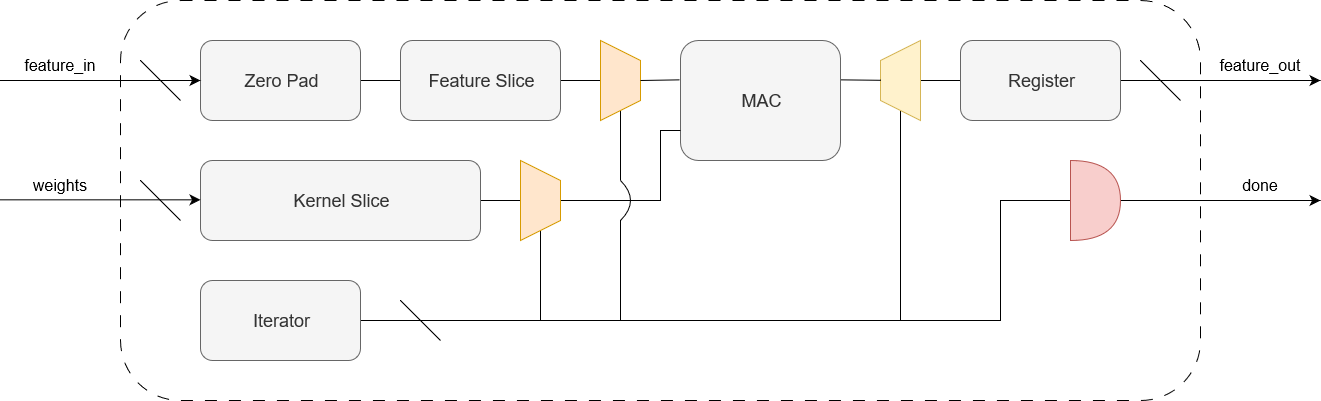 feature_in
Zero Pad
Feature Slice
MAC
Register
feature_out
weights
Kernel Slice
done
Iterator